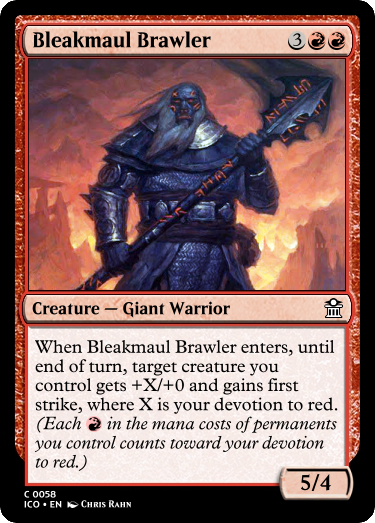 Bleakmaul Brawler 3
Creature — Giant Warrior
When Bleakmaul Brawler enters, until
end of turn, target creature you
control gets +X/+0 and gains first
strike, where X is your devotion to red.
(Each in the mana costs of permanents
you control counts toward your devotion
to red.)
5/4
C 0058
ICO • EN Chris Rahn